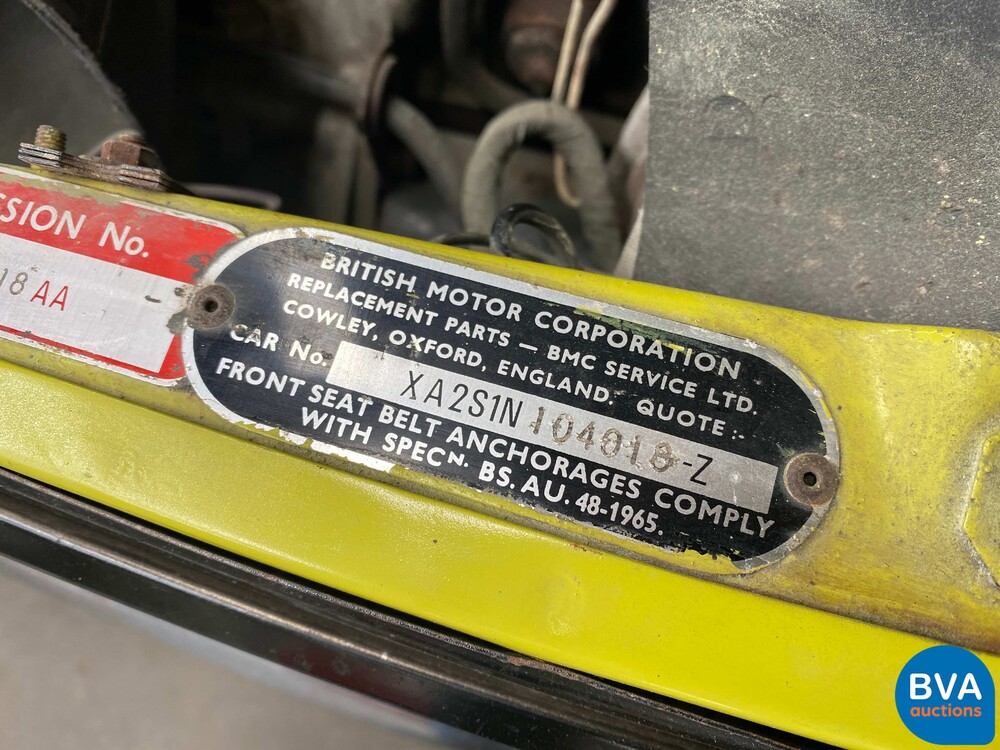 SSION No.
18 AA
BRITISH MOTOR CORPORATION
REPLACEMENT PARTS – BMC SERVICE LTD.
COWLEY, OXFORD, ENGLAND. QUOTE :-
CAR No. XA2S1N 104018-Z
FRONT SEAT BELT ANCHORAGES COMPLY
WITH SPECN. BS. AU. 48-1965.
BVA
auctions